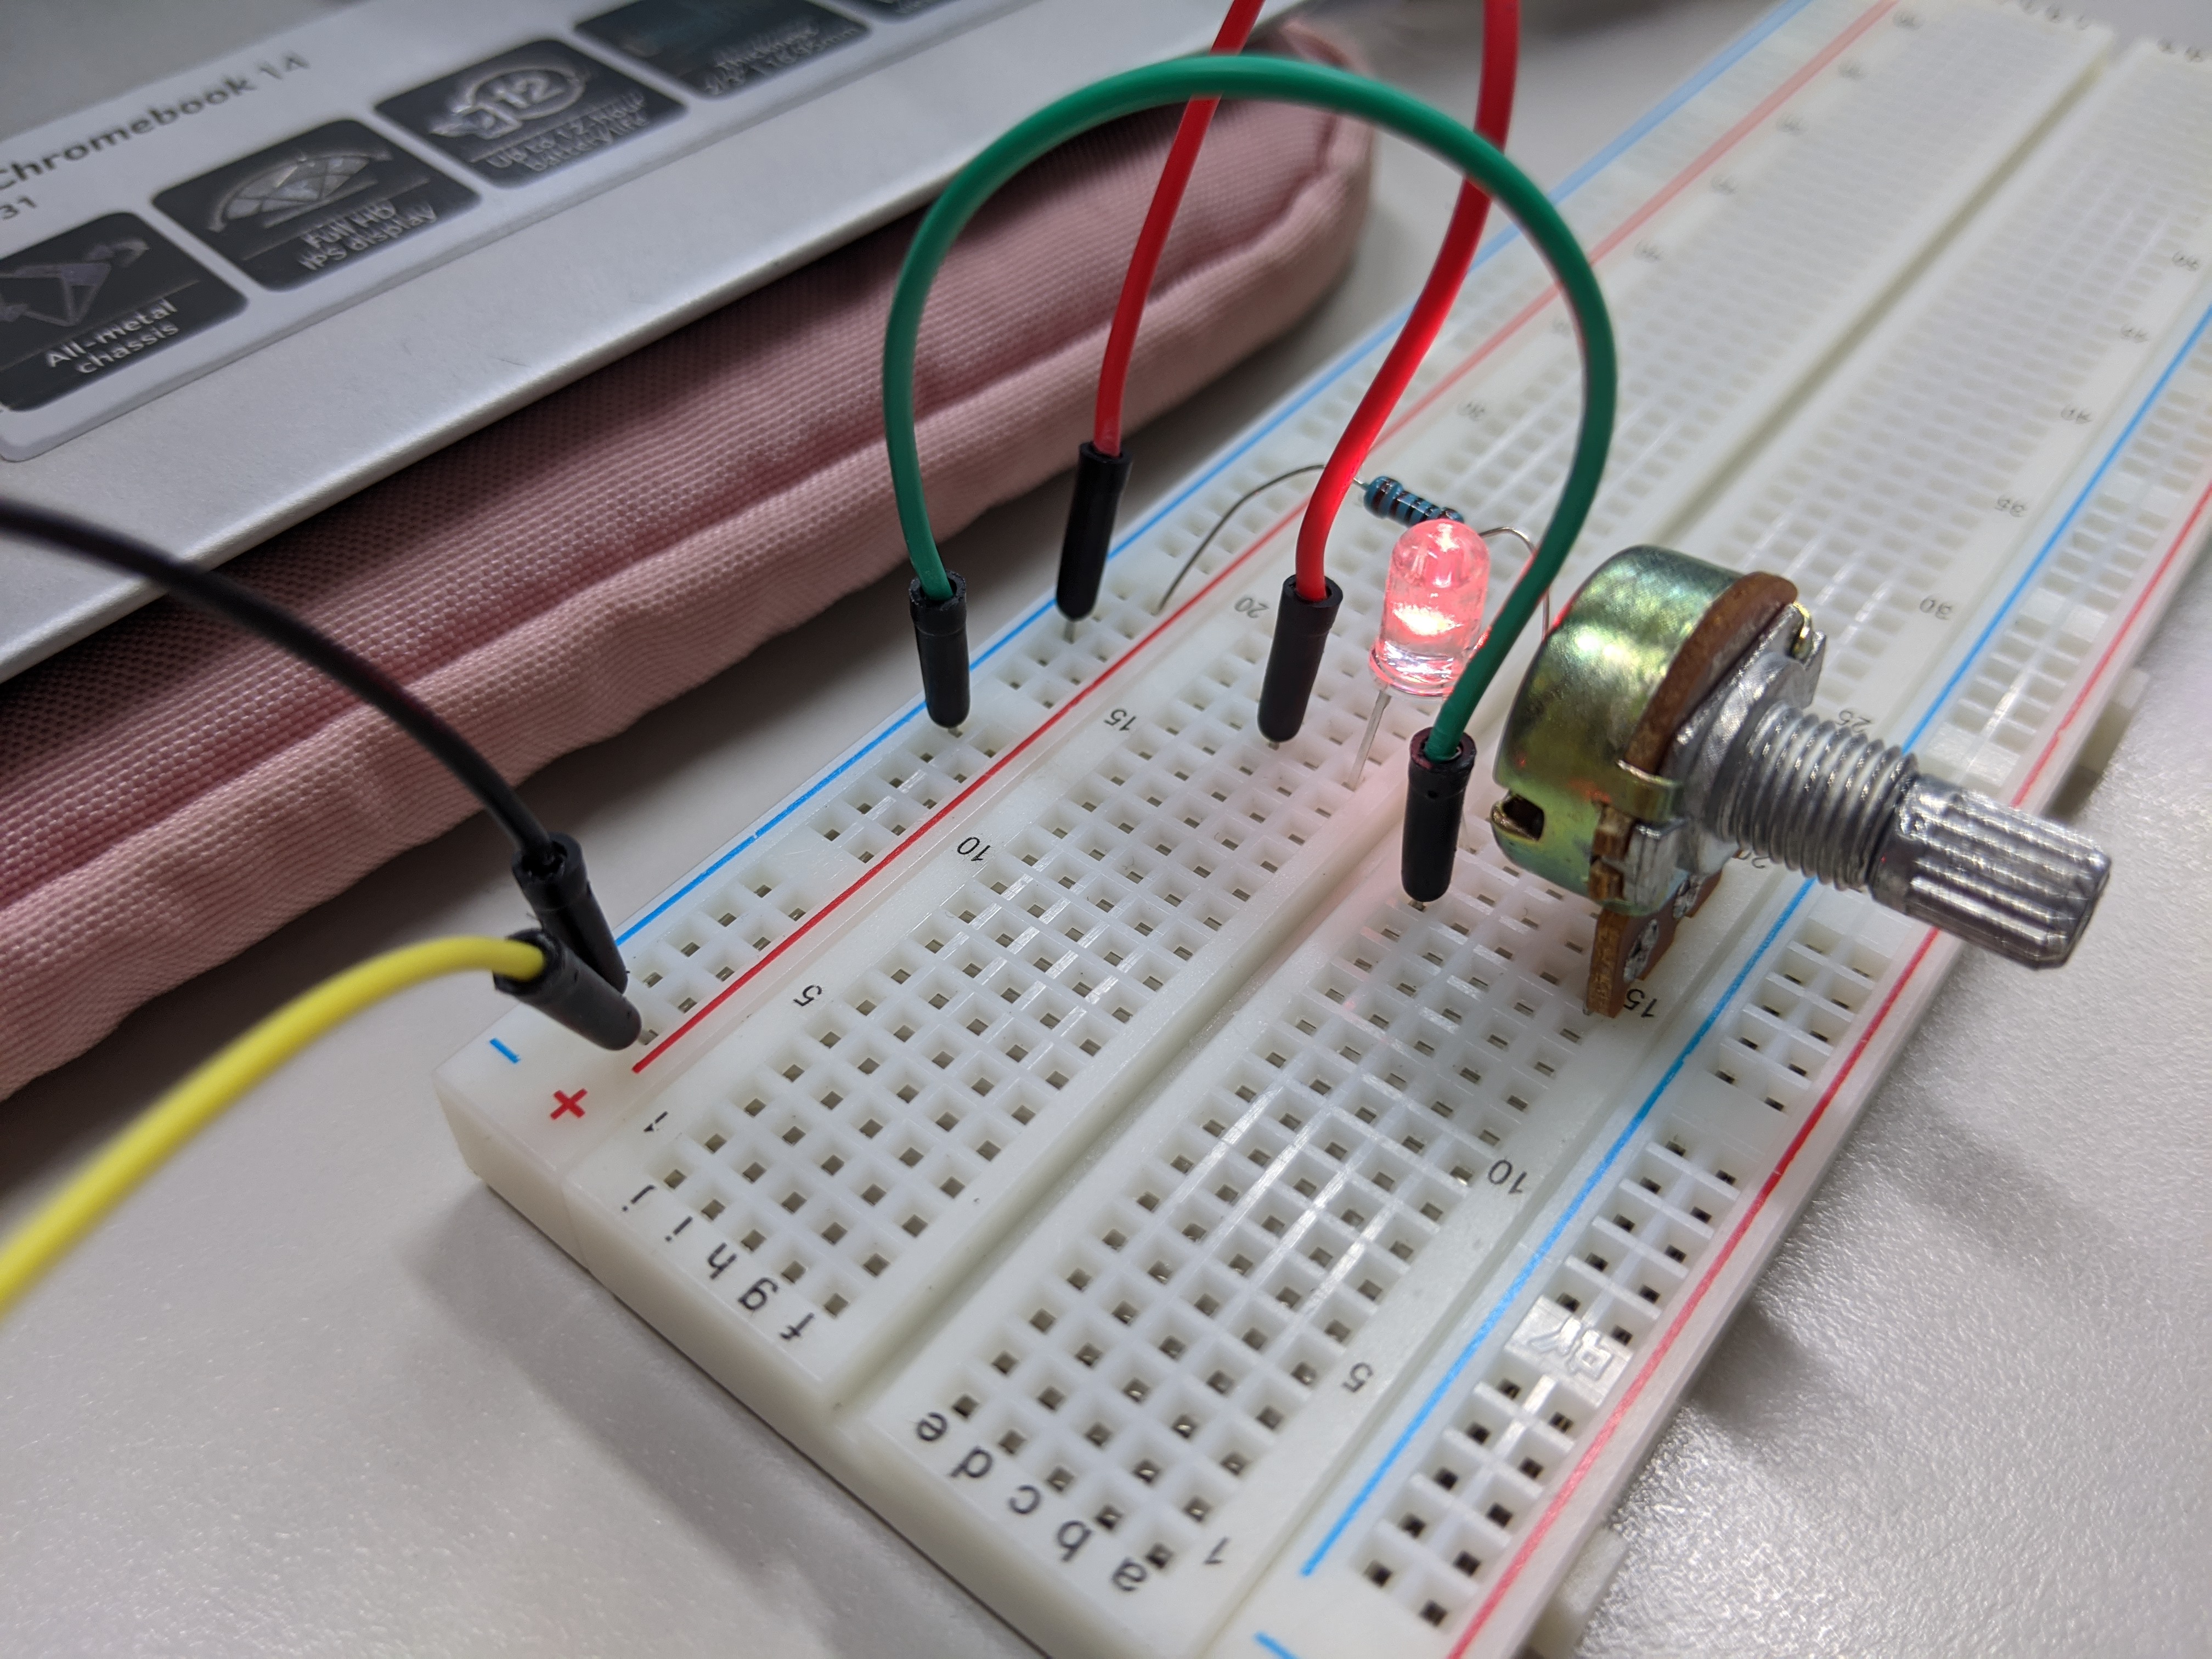 Chromebook 14
31
All-metal
chassis
Full HD
IPS display
Up to 12 Hour
battery life
20
15
10
5
1
j
i
h
g
f
e
d
c
b
a
1
5
10
15
20
25
30
35
40
-
+
-